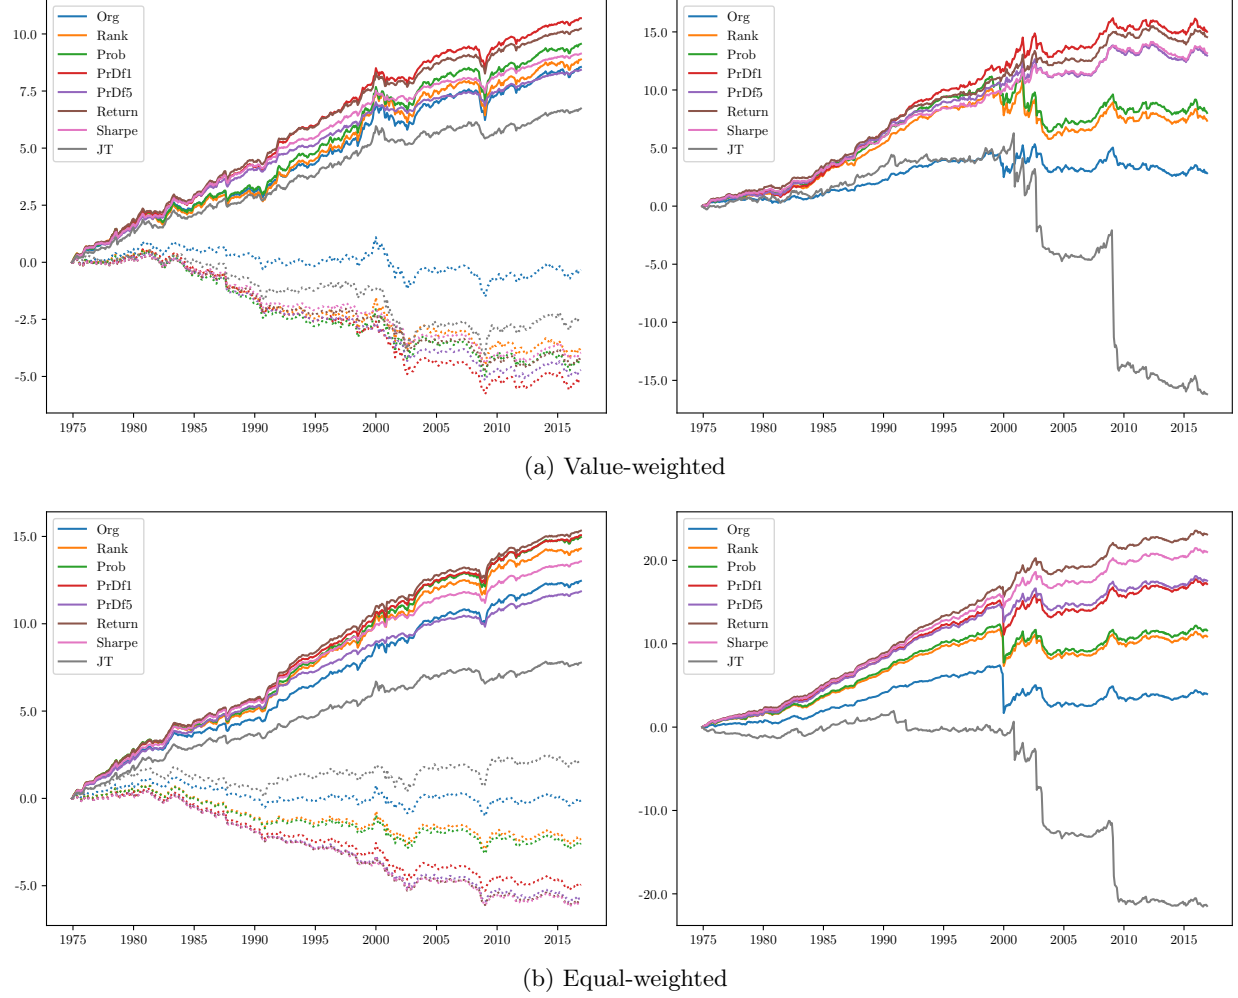 Org
Rank
Prob
PrDf1
PrDf5
Return
Sharpe
JT
10.0
7.5
5.0
2.5
0.0
-2.5
-5.0
1975 1980 1985 1990 1995 2000 2005 2010 2015
Org
Rank
Prob
PrDf1
PrDf5
Return
Sharpe
JT
15.0
10.0
5.0
0.0
-5.0
-10.0
-15.0
1975 1980 1985 1990 1995 2000 2005 2010 2015
(a) Value-weighted
Org
Rank
Prob
PrDf1
PrDf5
Return
Sharpe
JT
15.0
10.0
5.0
0.0
-5.0
1975 1980 1985 1990 1995 2000 2005 2010 2015
Org
Rank
Prob
PrDf1
PrDf5
Return
Sharpe
JT
20.0
10.0
0.0
-10.0
-20.0
1975 1980 1985 1990 1995 2000 2005 2010 2015
(b) Equal-weighted